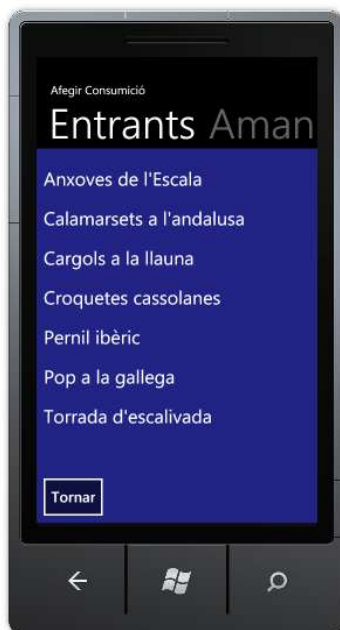 Afegir Consumició
Entrants Aman
Anxoves de l'Escala
Calamarsets a l'andalusa
Cargols a la llauna
Croquetes cassolanes
Pernil ibèric
Pop a la gallega
Torrada d'escalivada
Tornar